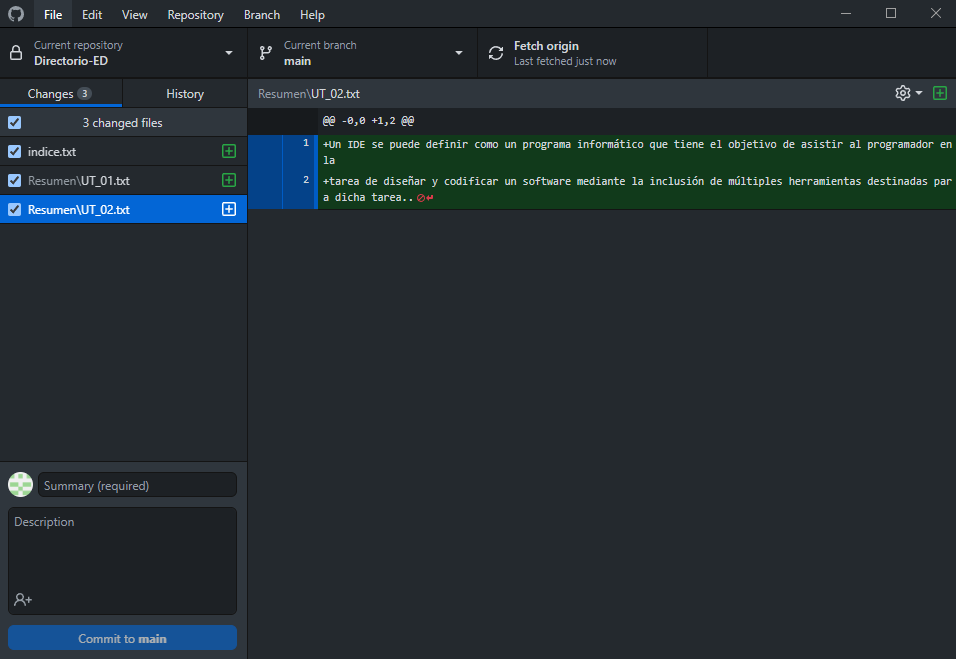 File Edit View Repository Branch Help
Current repository
Directorio-ED
Current branch
main
Fetch origin
Last fetched just now
Changes 3
History
Resumen\UT_02.txt
3 changed files
indice.txt
Resumen\UT_01.txt
Resumen\UT_02.txt
@@ -0,0 +1,2 @@
1 +Un IDE se puede definir como un programa informático que tiene el objetivo de asistir al programador en
la
2 +tarea de diseñar y codificar un software mediante la inclusión de múltiples herramientas destinadas par
a dicha tarea..
Summary (required)
Description
Commit to main